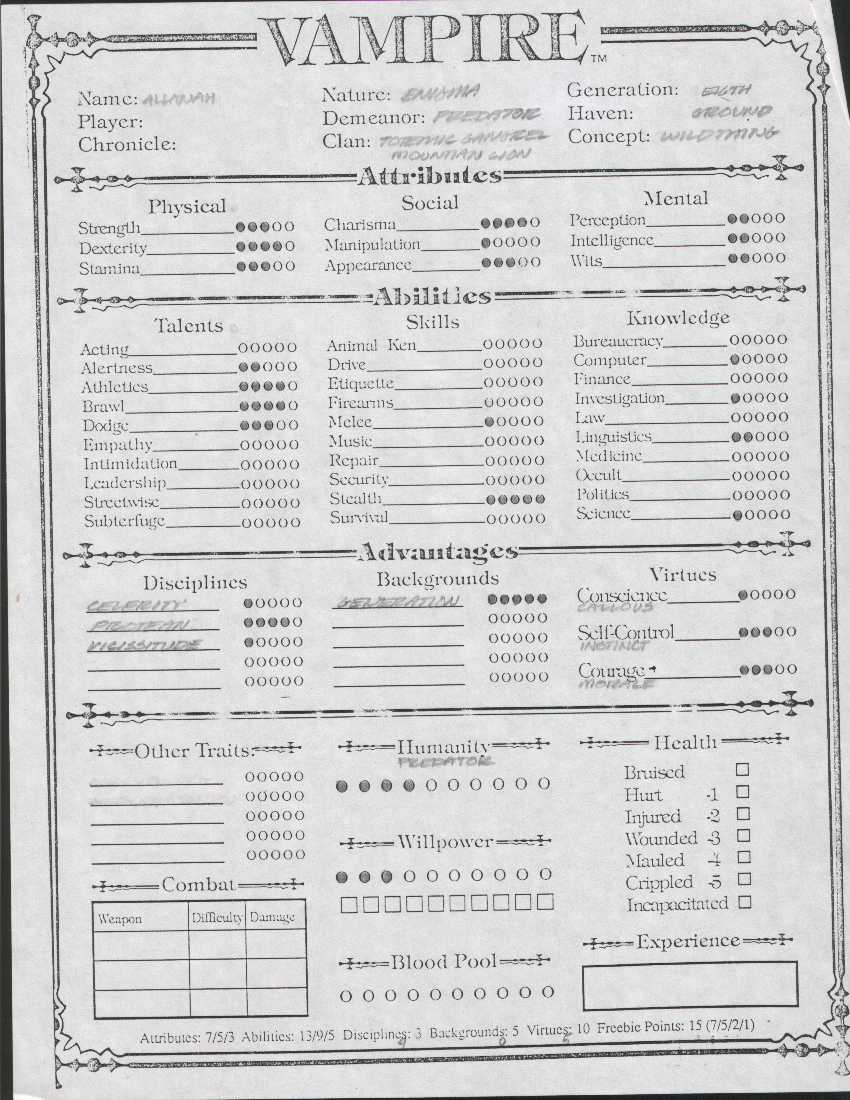 VAMPIRE™
Name: ALLANAH Nature: ENIGMA Generation: EIGTH
Player: Demeanor: PREDATOR Haven: GROUND
Chronicle: Clan: TOTEMIC GANGREL Concept: WILD THING
MOUNTIAN LION
Attributes
Physical Social Mental
Strength Charisma Perception
Dexterity Manipulation Intelligence
Stamina Appearance Wits
Abilities
Talents Skills Knowledge
Acting Animal Ken Bureaucracy
Alertness Drive Computer
Athletics Etiquette Finance
Brawl Firearms Investigation
Dodge Melee Law
Empathy Music Linguistics
Intimidation Repair Medicine
Leadership Security Occult
Streetwise Stealth Politics
Subterfuge Survival Science
Advantages
Disciplines Backgrounds Virtues
CELERITY GENERATION Conscience
CALLOUS
PROTEAN Self-Control
VICISSITUDE INSTINCT
Courage
MORALE
Other Traits: Humanity Health
PREDATOR
Bruised
Hurt -1
Injured -2
Willpower Wounded -3
Mauled -4
Combat Crippled -5
Weapon Difficulty Damage Incapacitated
Blood Pool Experience
Attributes: 7/5/3 Abilities: 13/9/5 Disciplines: 3 Backgrounds: 5 Virtues: 10 Freebie Points: 15 (7/5/2/1)